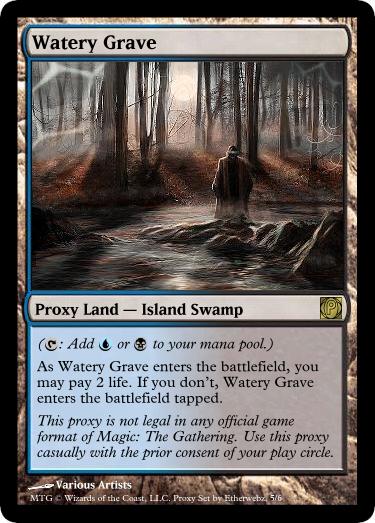 Watery Grave
Proxy Land — Island Swamp
P
(: Add or to your mana pool.)
As Watery Grave enters the battlefield, you
may pay 2 life. If you don't, Watery Grave
enters the battlefield tapped.
This proxy is not legal in any official game
format of Magic: The Gathering. Use this proxy
casually with the prior consent of your play circle.
Various Artists
MTG © Wizards of the Coast, LLC. Proxy Set by Etherwebz. 5/6